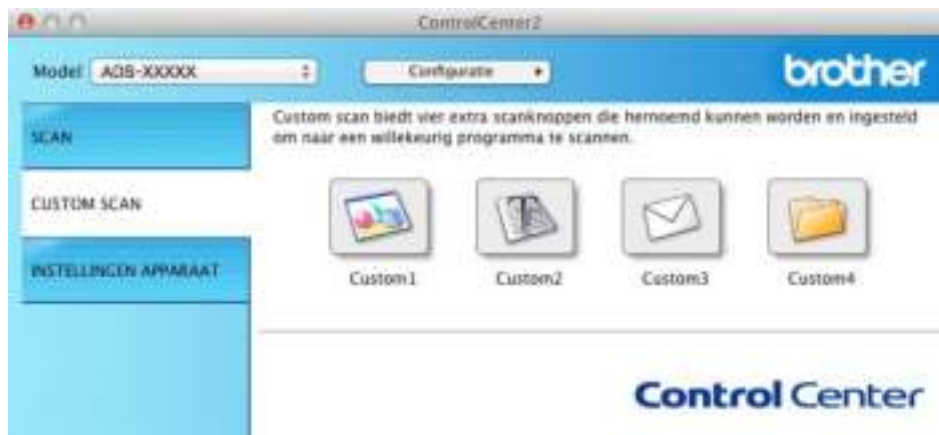 ControlCenter2
Model ADS-XXXXX Configuratie
brother
SCAN
CUSTOM SCAN
INSTELLINGEN APPARAAT
Custom scan biedt vier extra scanknoppen die hernoemd kunnen worden en ingesteld
om naar een willekeurig programma te scannen.
Custom1 Custom2 Custom3 Custom4
Control Center